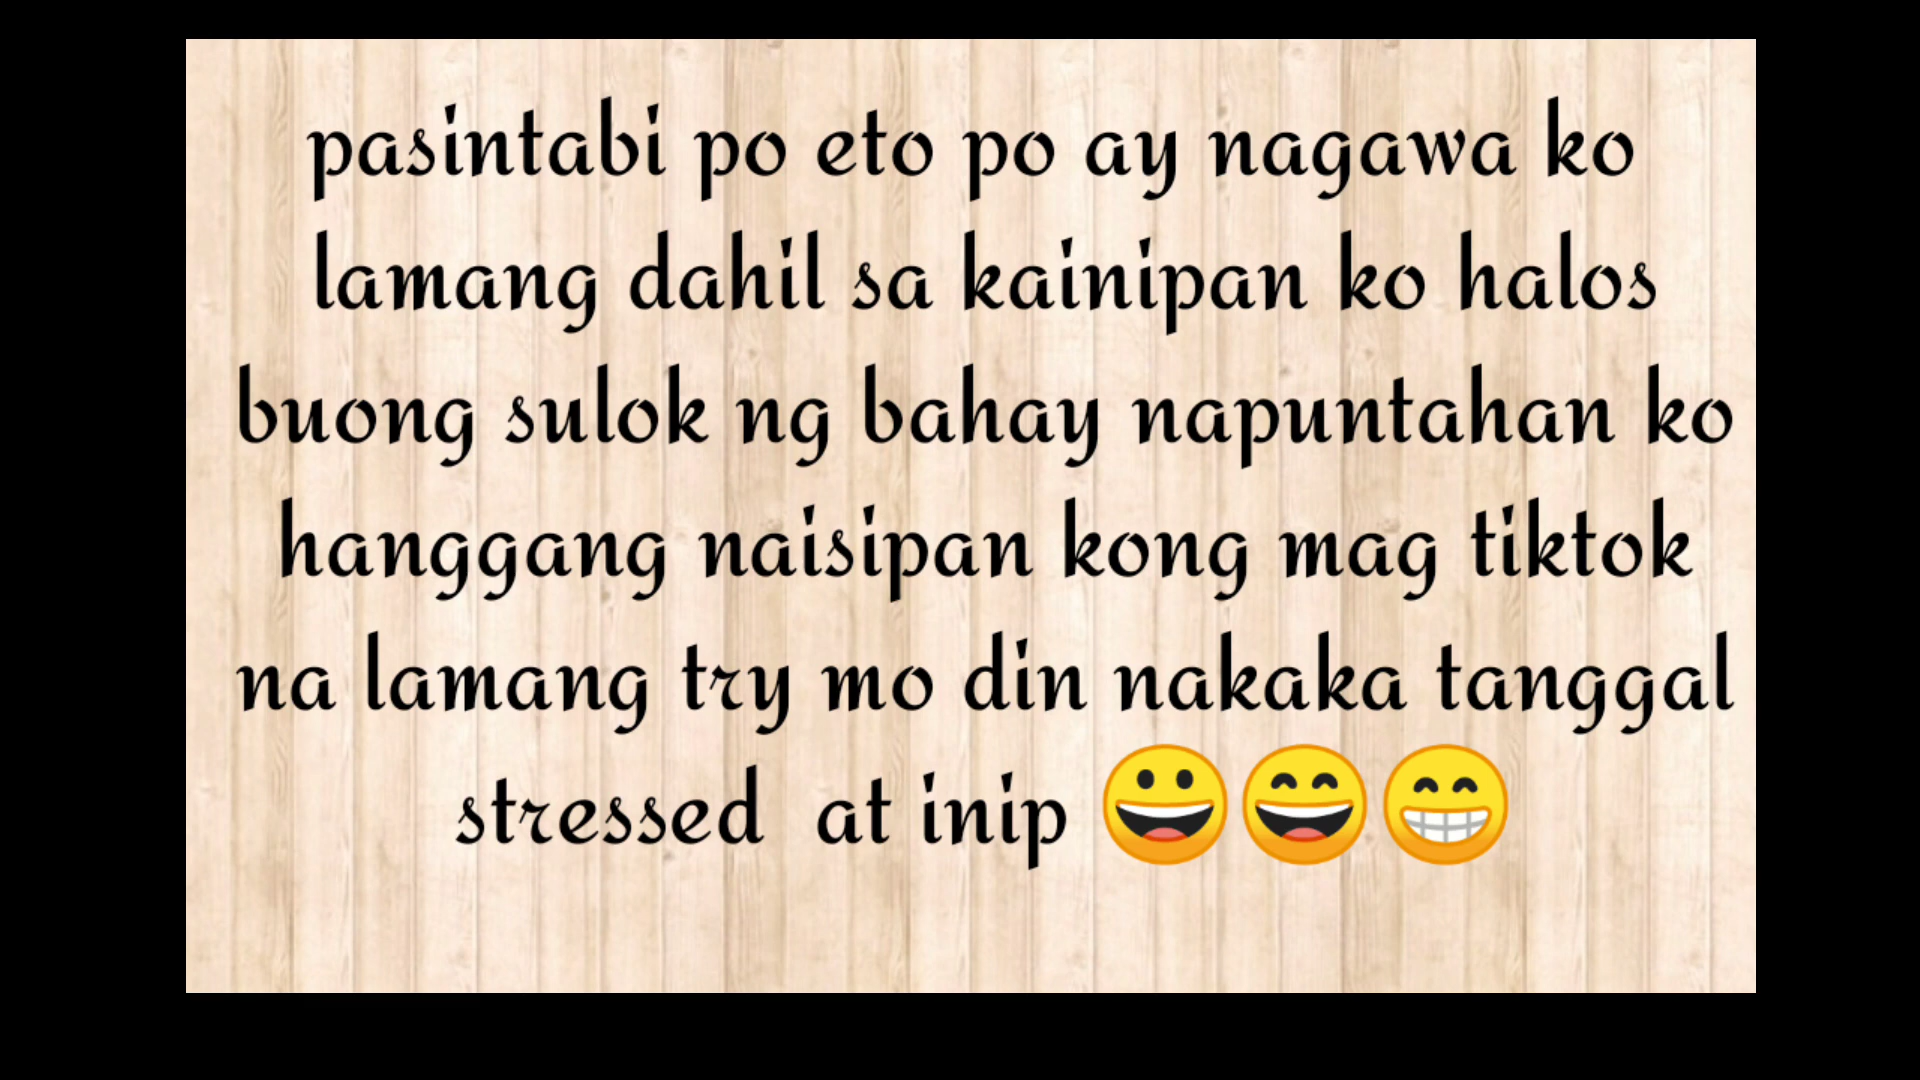 pasintabi po eto po ay nagawa ko
lamang dahil sa kainipan ko halos
buong sulok ng bahay napuntahan ko
hanggang naisipan kong mag tiktok
na lamang try mo din nakaka tanggal
stressed at inip 😀😄😁